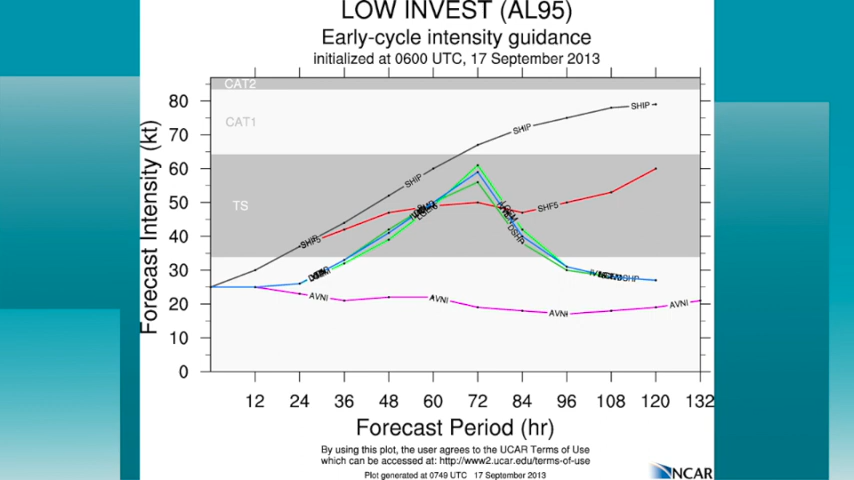 LOW INVEST (AL95)
Early-cycle intensity guidance
initialized at 0600 UTC, 17 September 2013
Forecast Intensity (kt)
CAT2
CAT1
TS
80
70
60
50
40
30
20
10
0
SHIP
SHIP
SHIP
SHF5
AVNI
AVNI
AVNI
AVNI
DSHP
12 24 36 48 60 72 84 96 108 120 132
Forecast Period (hr)
By using this plot, the user agrees to the UCAR Terms of Use
which can be accessed at: http://www2.ucar.edu/terms-of-use
Plot generated at 0749 UTC 17 September 2013
NCAR